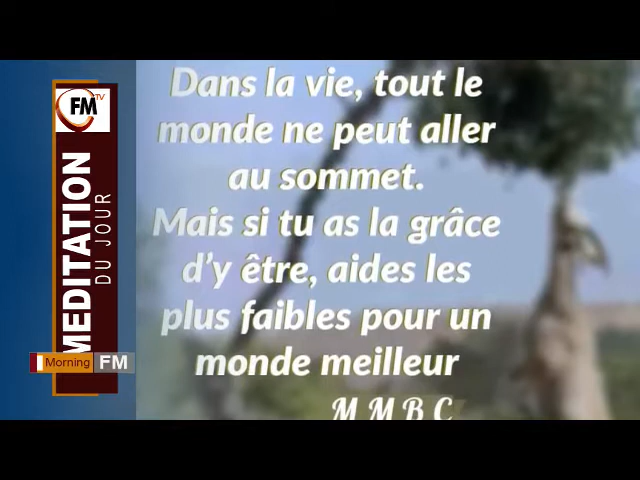 FM TV
MEDITATION
DU JOUR
Morning FM
Dans la vie, tout le
monde ne peut aller
au sommet.
Mais si tu as la grâce
d'y être, aides les
plus faibles pour un
monde meilleur
M M B C